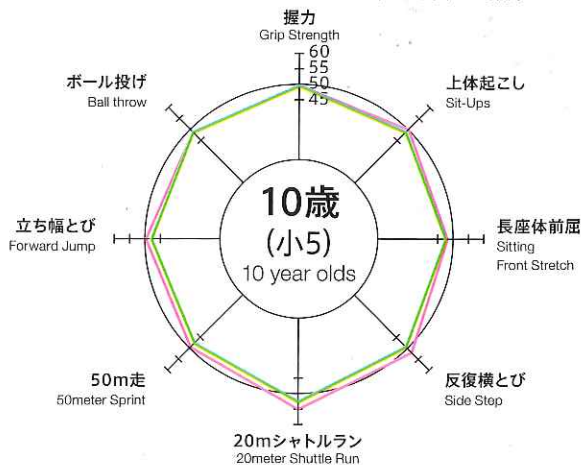 握力
Grip Strength
60
55
50
45
上体起こし
Sit-Ups
長座体前屈
Sitting
Front Stretch
反復横とび
Side Step
20mシャトルラン
20meter Shuttle Run
50m走
50meter Sprint
立ち幅とび
Forward Jump
ボール投げ
Ball throw
10歳
(小5)
10 year olds